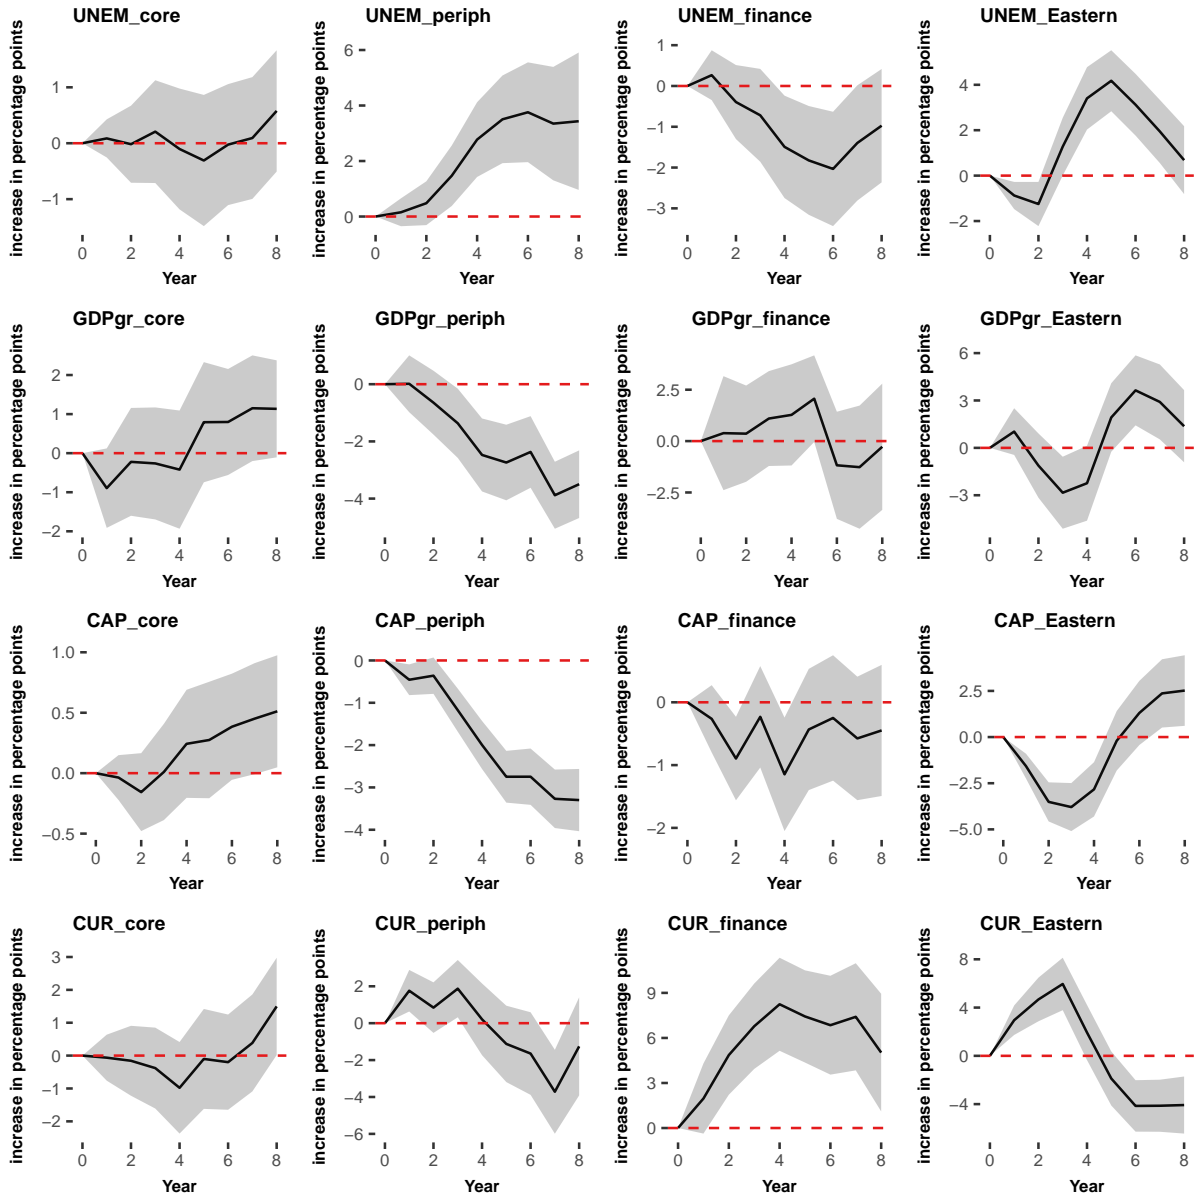 UNEM_core
increase in percentage points
1
0
−1
0 2 4 6 8
Year
UNEM_periph
increase in percentage points
6
4
2
0
0 2 4 6 8
Year
UNEM_finance
increase in percentage points
1
0
−1
−2
−3
0 2 4 6 8
Year
UNEM_Eastern
increase in percentage points
4
2
0
−2
0 2 4 6 8
Year
GDPgr_core
increase in percentage points
2
1
0
−1
−2
0 2 4 6 8
Year
GDPgr_periph
increase in percentage points
0
−2
−4
0 2 4 6 8
Year
GDPgr_finance
increase in percentage points
2.5
0.0
−2.5
0 2 4 6 8
Year
GDPgr_Eastern
increase in percentage points
6
3
0
−3
0 2 4 6 8
Year
CAP_core
increase in percentage points
1.0
0.5
0.0
−0.5
0 2 4 6 8
Year
CAP_periph
increase in percentage points
0
−1
−2
−3
−4
0 2 4 6 8
Year
CAP_finance
increase in percentage points
0
−1
−2
0 2 4 6 8
Year
CAP_Eastern
increase in percentage points
2.5
0.0
−2.5
−5.0
0 2 4 6 8
Year
CUR_core
increase in percentage points
3
2
1
0
−1
−2
0 2 4 6 8
Year
CUR_periph
increase in percentage points
2
0
−2
−4
−6
0 2 4 6 8
Year
CUR_finance
increase in percentage points
9
6
3
0
0 2 4 6 8
Year
CUR_Eastern
increase in percentage points
8
4
0
−4
0 2 4 6 8
Year